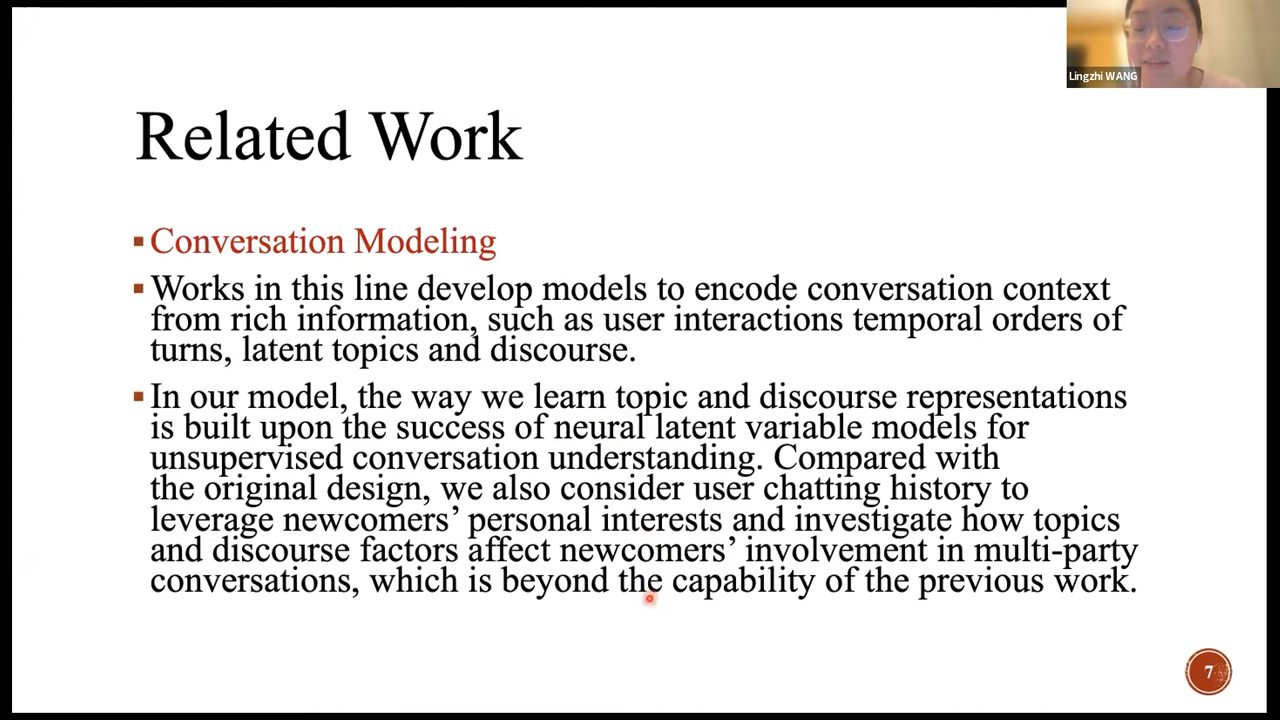 Lingzhi WANG
Related Work
Conversation Modeling
Works in this line develop models to encode conversation context
from rich information, such as user interactions temporal orders of
turns, latent topics and discourse.
In our model, the way we learn topic and discourse representations
is built upon the success of neural latent variable models for
unsupervised conversation understanding. Compared with
the original design, we also consider user chatting history to
leverage newcomers’ personal interests and investigate how topics
and discourse factors affect newcomers’ involvement in multi-party
conversations, which is beyond the capability of the previous work.
7